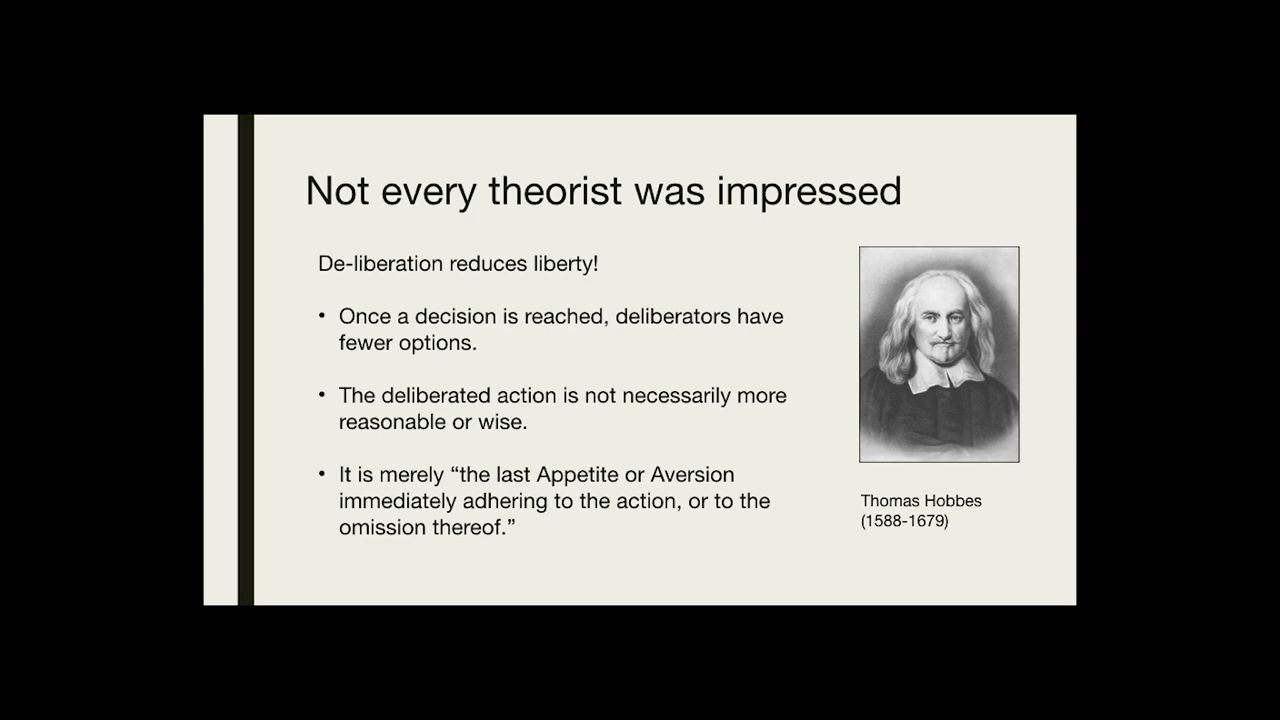 Not every theorist was impressed
De-liberation reduces liberty!
• Once a decision is reached, deliberators have
fewer options.
• The deliberated action is not necessarily more
reasonable or wise.
• It is merely “the last Appetite or Aversion
immediately adhering to the action, or to the
omission thereof.”
Thomas Hobbes
(1588-1679)